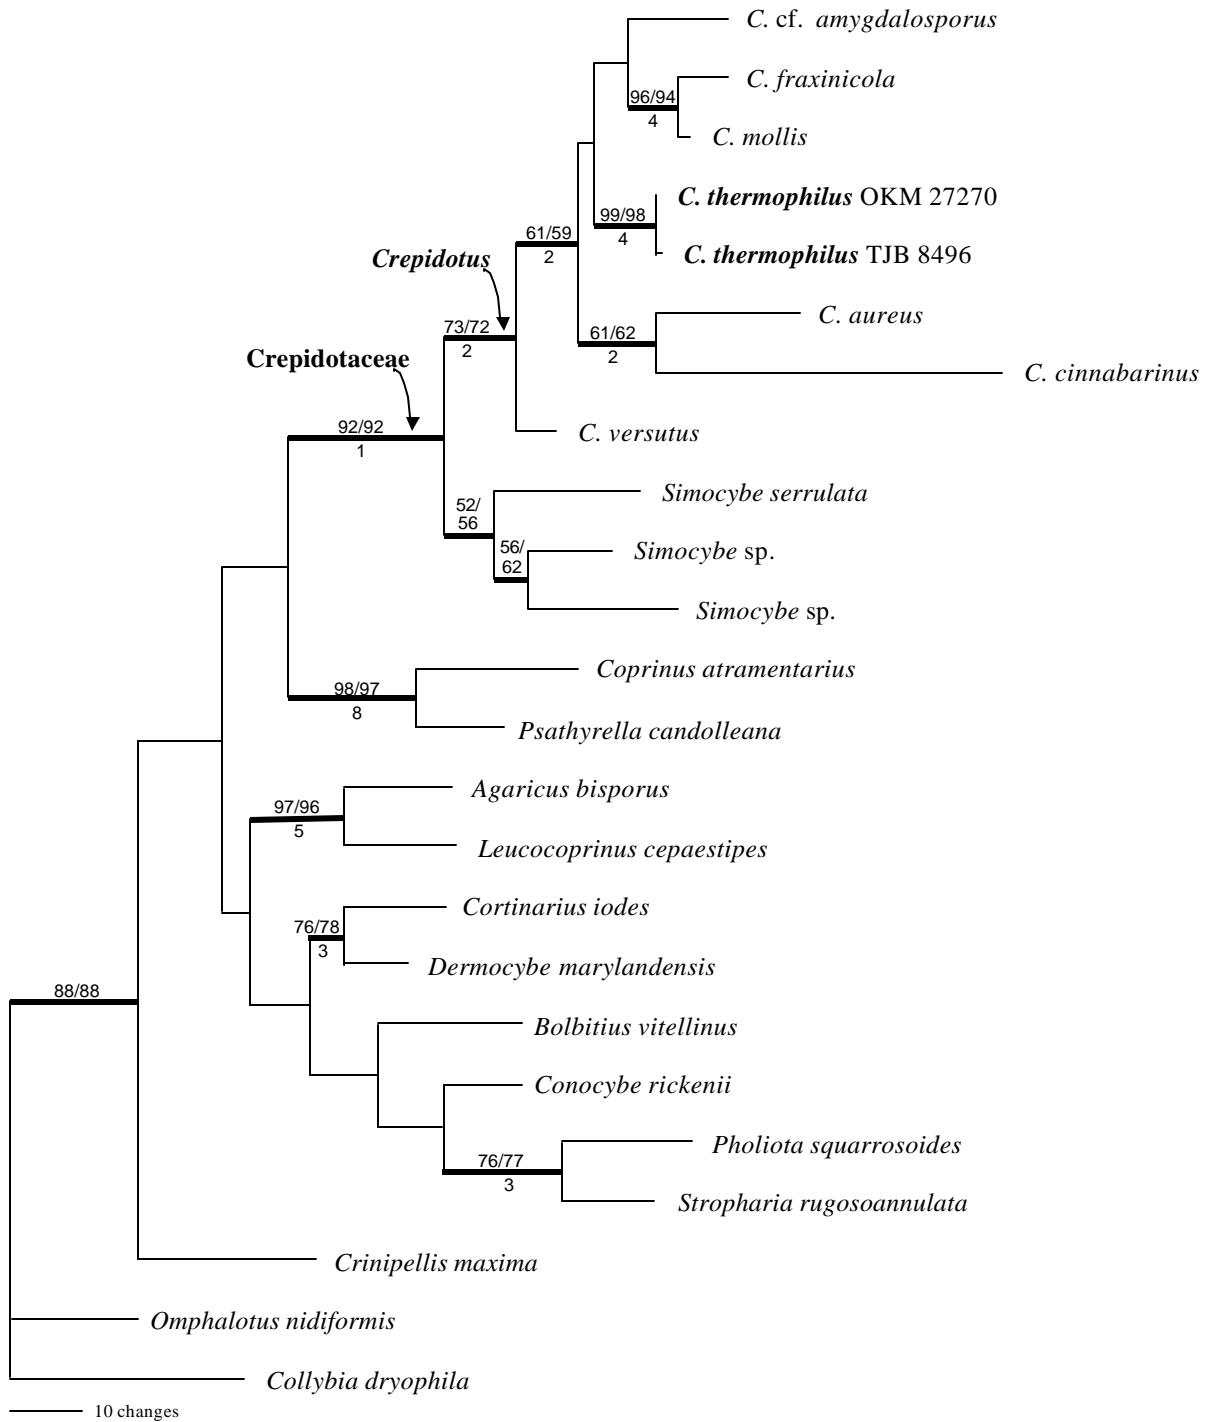 C. cf. amygdalosporus
C. fraxinicola
96/94
4
C. mollis
C. thermophilus OKM 27270
99/98
4
61/59
2
C. thermophilus TJB 8496
Crepidotus
C. aureus
73/72
2
61/62
2
Crepidotaceae
C. cinnabarinus
92/92
1
C. versutus
Simocybe serrulata
52/
56
56/
62
Simocybe sp.
Simocybe sp.
Coprinus atramentarius
98/97
8
Psathyrella candolleana
Agaricus bisporus
97/96
5
Leucocoprinus cepaestipes
Cortinarius iodes
76/78
3
Dermocybe marylandensis
88/88
Bolbitius vitellinus
Conocybe rickenii
Pholiota squarrosoides
76/77
3
Stropharia rugosoannulata
Crinipellis maxima
Omphalotus nidiformis
Collybia dryophila
10 changes